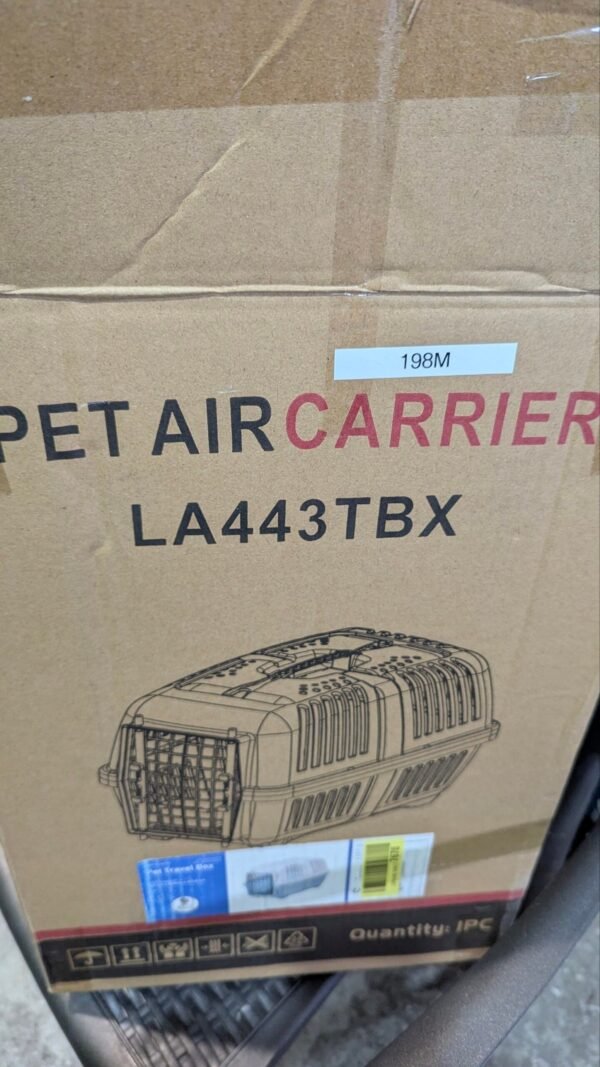 198M
PET AIR CARRIER
LA443TBX
Pet Travel Box
Quantity: 1PC